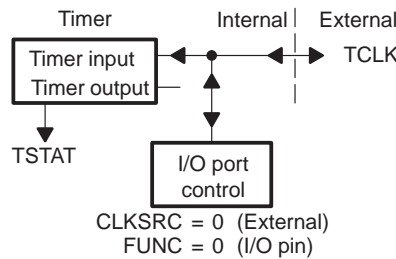 Timer
Internal
External
Timer input
TCLK
Timer output
TSTAT
I/O port
control
CLKSRC = 0 (External)
FUNC = 0 (I/O pin)